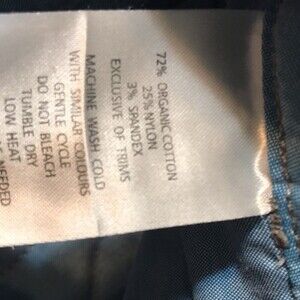 72% ORGANIC COTTON
25% NYLON
3% SPANDEX
EXCLUSIVE OF TRIMS
MACHINE WASH COLD
WITH SIMILAR COLOURS
GENTLE CYCLE
DO NOT BLEACH
TUMBLE DRY
LOW HEAT
NEEDED